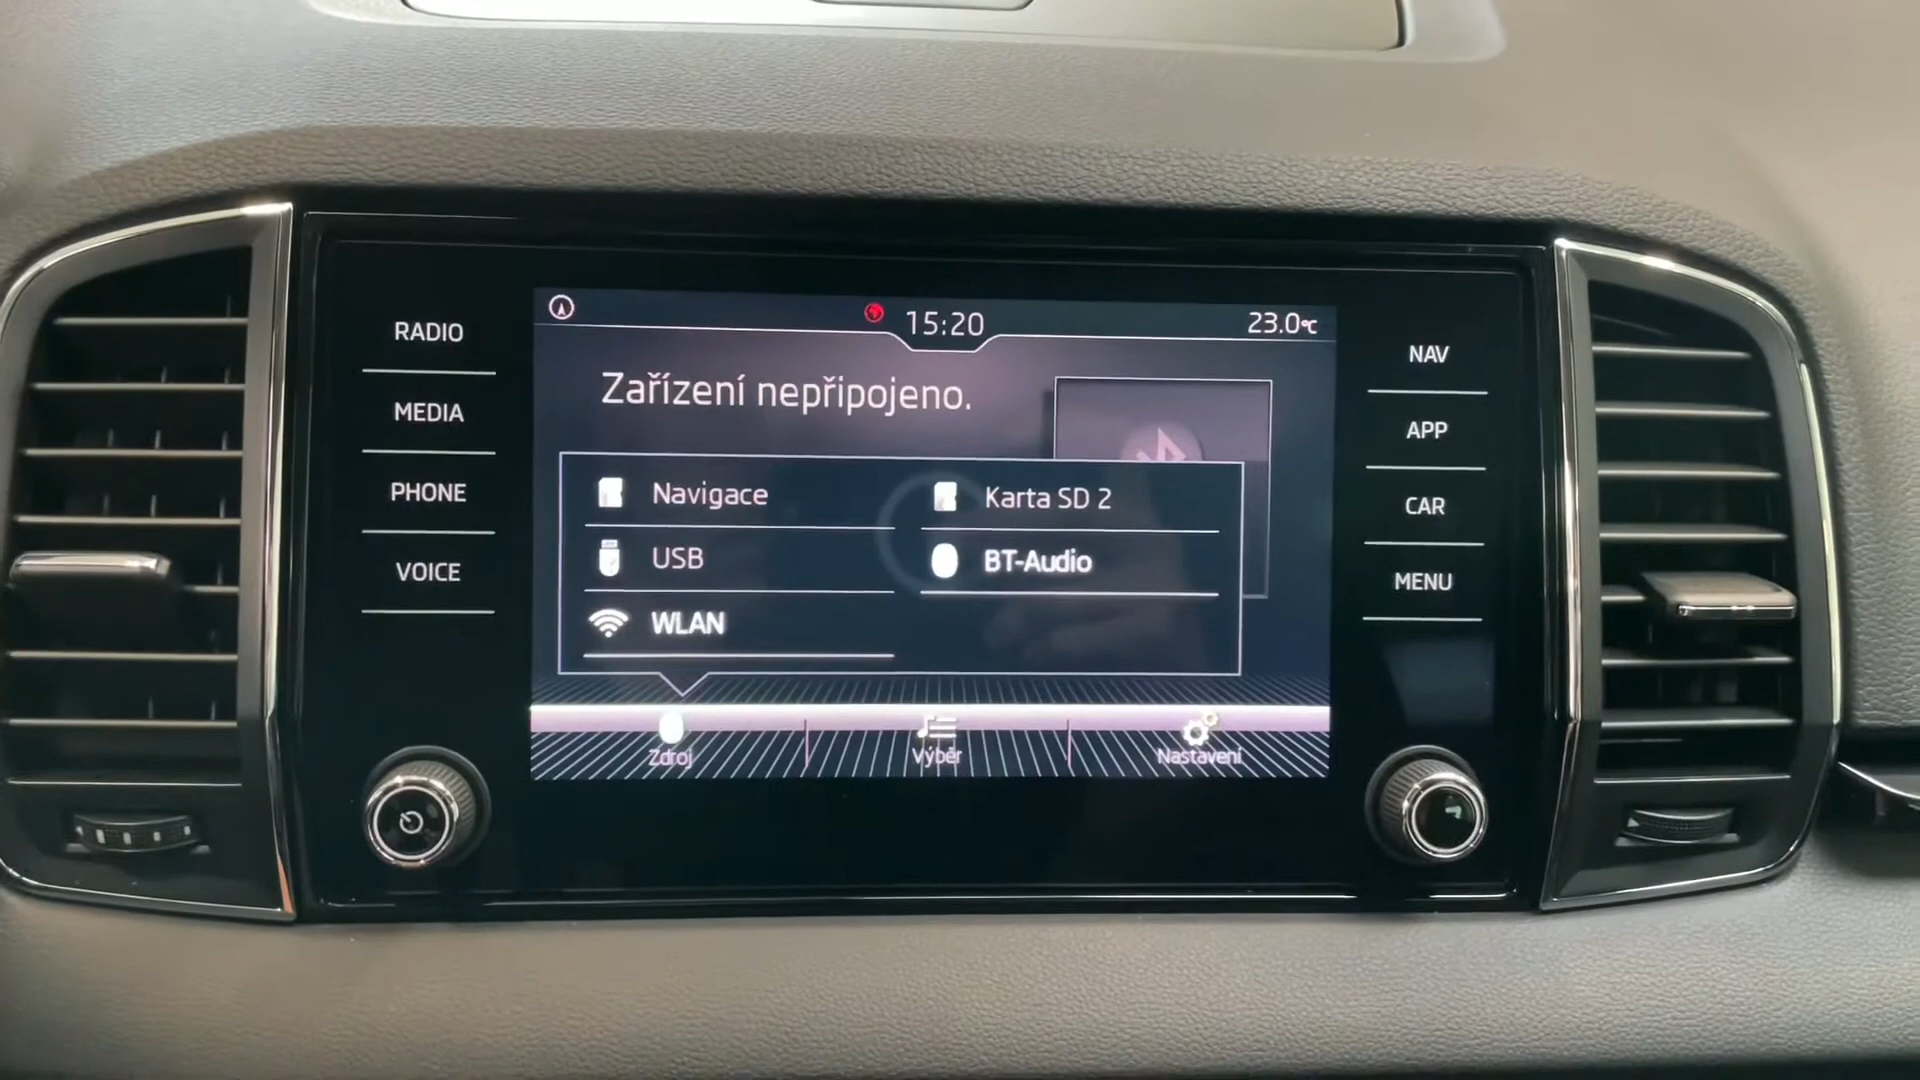 15:20
23.0°C
Zařízení nepřipojeno.
Navigace
Karta SD 2
USB
BT-Audio
WLAN
Zdroj
Výběr
Nastavení
RADIO
MEDIA
PHONE
VOICE
NAV
APP
CAR
MENU